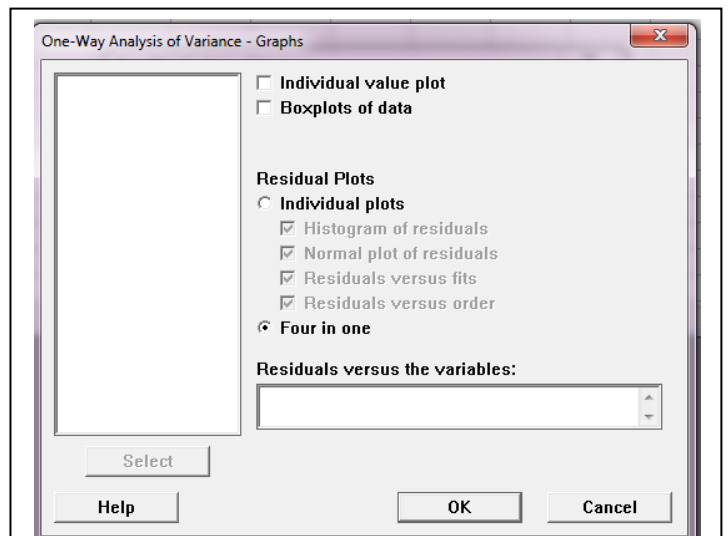 One-Way Analysis of Variance - Graphs
Individual value plot
Boxplots of data
Residual Plots
Individual plots
Histogram of residuals
Normal plot of residuals
Residuals versus fits
Residuals versus order
Four in one
Residuals versus the variables:
Select
Help OK Cancel